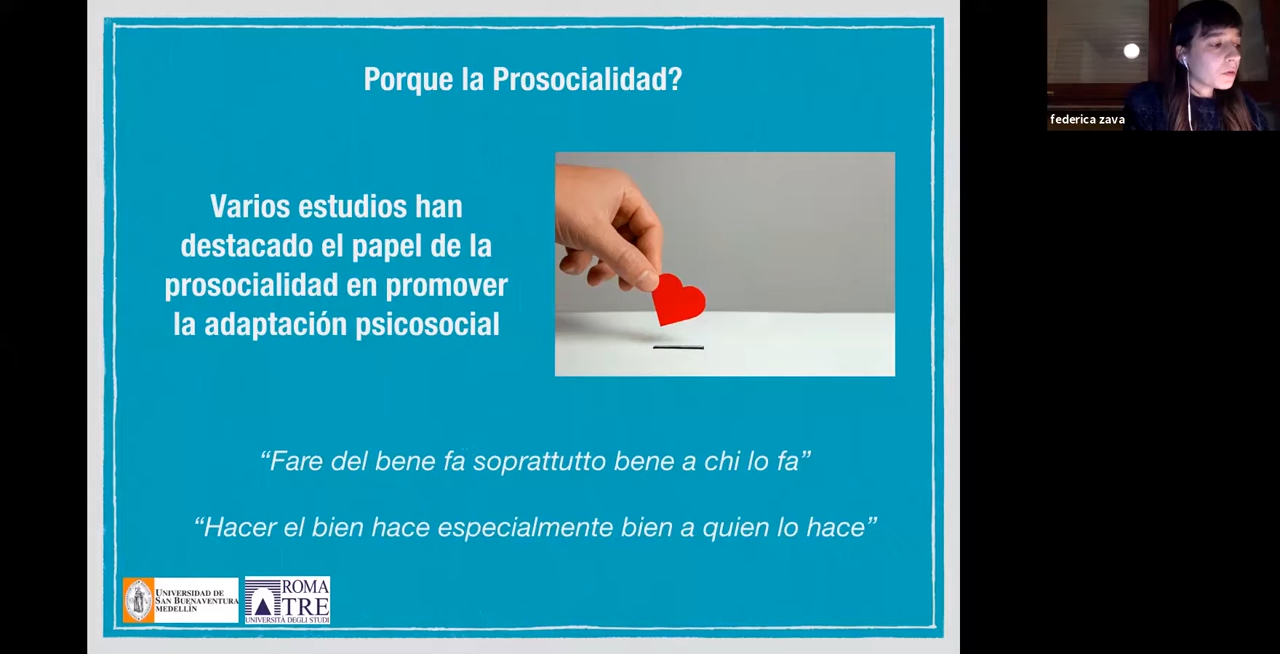 Porque la Prosocialidad?
Varios estudios han
destacado el papel de la
prosocialidad en promover
la adaptación psicosocial
“Fare del bene fa soprattutto bene a chi lo fa”
“Hacer el bien hace especialmente bien a quien lo hace”
UNIVERSIDAD DE
SAN BUENAVENTURA
MEDELLÍN
ROMA
TRE
UNIVERSITÀ DEGLI STUDI
federica zava